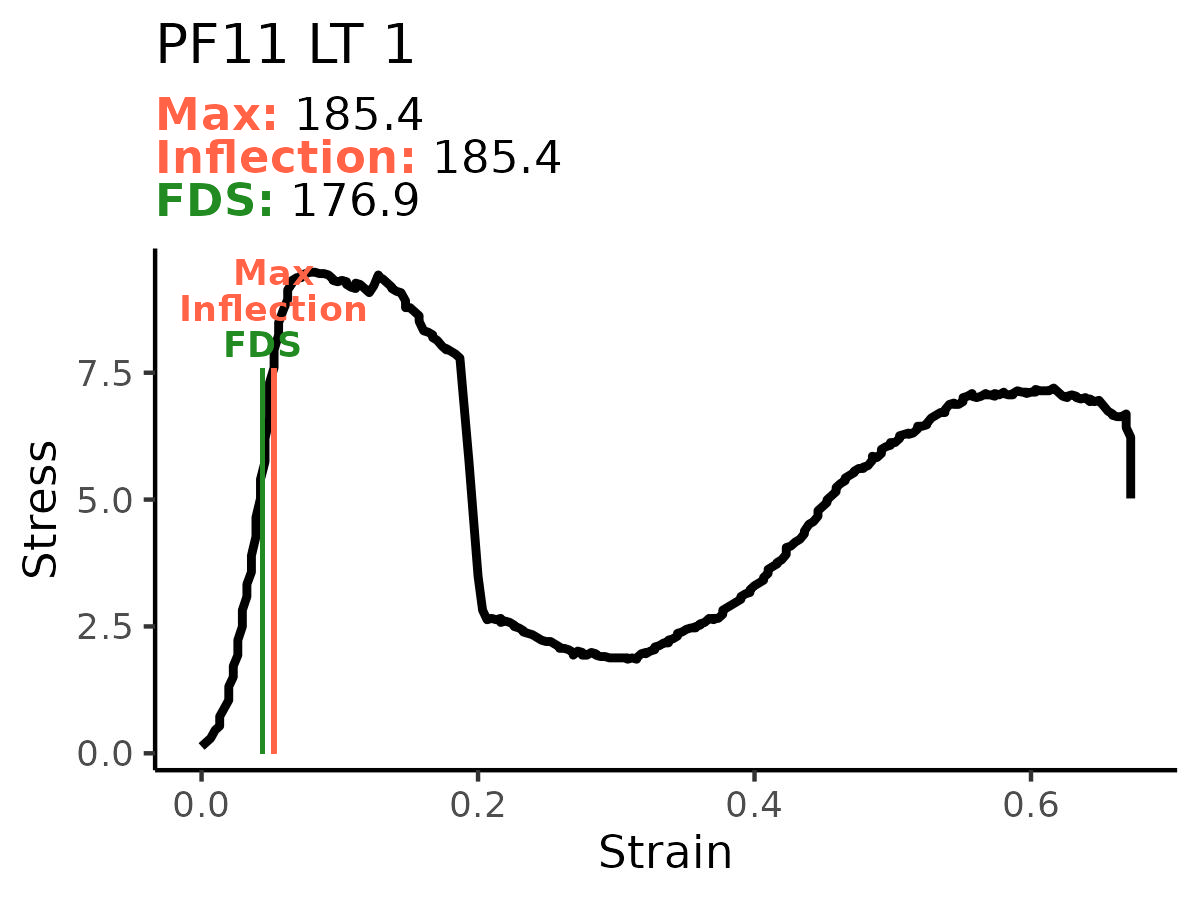 PF11 LT 1
Max: 185.4
Inflection: 185.4
FDS: 176.9
Max
Inflection
FDS
7.5
5.0
2.5
0.0
Stress
0.0 0.2 0.4 0.6
Strain